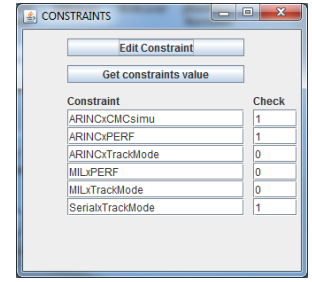 CONSTRAINTS
Edit Constraint
Get constraints value
Constraint Check
ARINCxCMCsimu 1
ARINCxPERF 1
ARINCxTrackMode 0
MILxPERF 0
MILxTrackMode 0
SerialxTrackMode 1